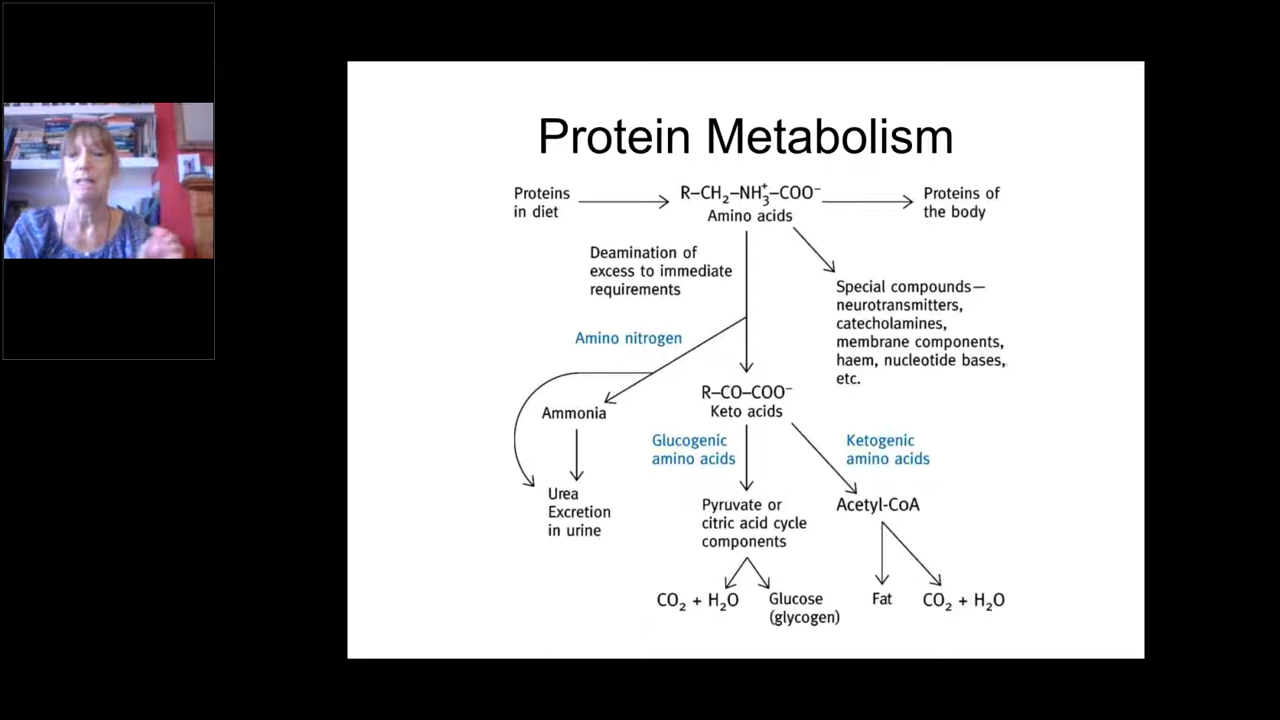 Protein Metabolism
Proteins
in diet
R–CH₂–NH₃⁺–COO⁻
Amino acids
Proteins of
the body
Deamination of
excess to immediate
requirements
Special compounds—
neurotransmitters,
catecholamines,
membrane components,
haem, nucleotide bases,
etc.
Amino nitrogen
Ammonia
R–CO–COO⁻
Keto acids
Glucogenic
amino acids
Ketogenic
amino acids
Urea
Excretion
in urine
Pyruvate or
citric acid cycle
components
Acetyl-CoA
CO₂ + H₂O
Glucose
(glycogen)
Fat
CO₂ + H₂O